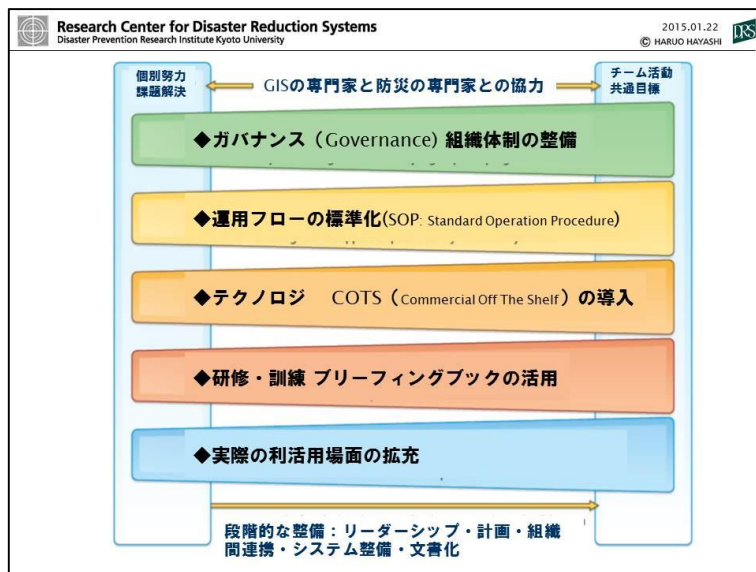 Research Center for Disaster Reduction Systems
Disaster Prevention Research Institute Kyoto University
2015.01.22
© HARUO HAYASHI
DRS
個別努力
課題解決
GISの専門家と防災の専門家との協力
チーム活動
共通目標
◆ガバナンス（Governance) 組織体制の整備
◆運用フローの標準化(SOP: Standard Operation Procedure)
◆テクノロジ　COTS（Commercial Off The Shelf）の導入
◆研修・訓練 ブリーフィングブックの活用
◆実際の利活用場面の拡充
段階的な整備：リーダーシップ・計画・組織
間連携・システム整備・文書化